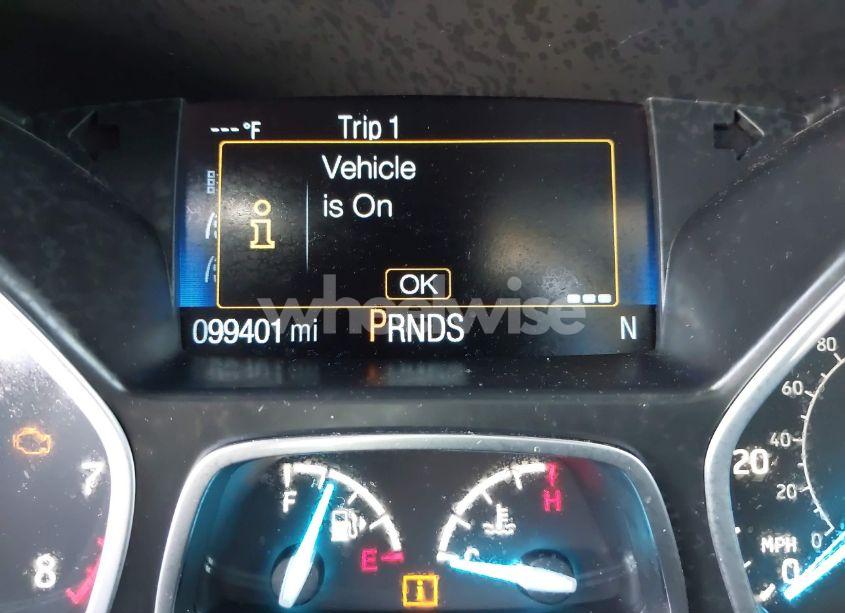 ---°F Trip 1
Vehicle
is On
i
OK
wheelwise
099401 mi PRNDS N
80
60
40
20
0
20
MPH
0
7
8
F
E
H
C
i